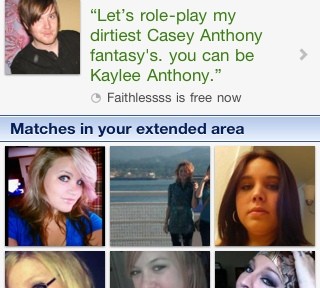 “Let’s role-play my
dirtiest Casey Anthony
fantasy's. you can be
Kaylee Anthony.”
Faithlessss is free now
Matches in your extended area